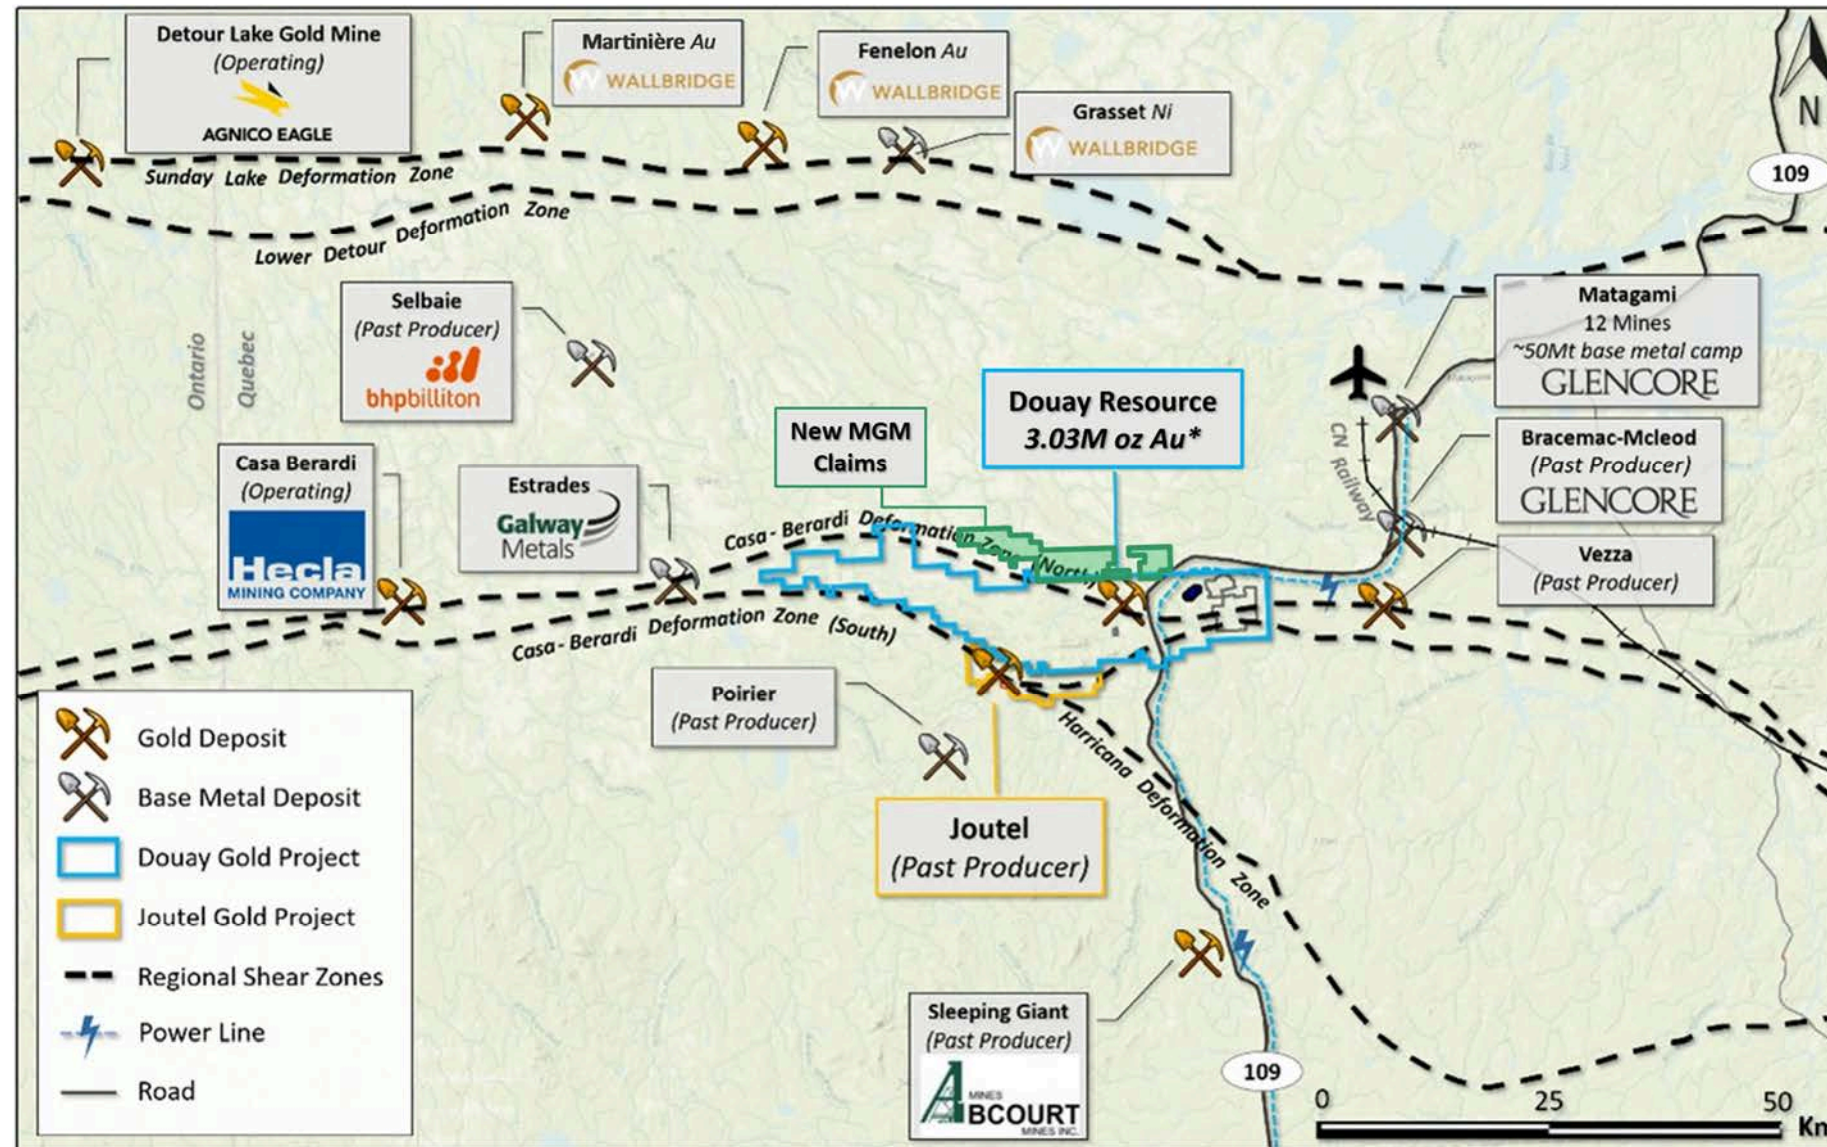 Detour Lake Gold Mine
(Operating)
AGNICO EAGLE
Martinière Au
WALLBRIDGE
Fenelon Au
WALLBRIDGE
Grasset Ni
WALLBRIDGE
N
109
Sunday Lake Deformation Zone
Lower Detour Deformation Zone
Ontario
Quebec
Selbaie
(Past Producer)
bhpbilliton
Matagami
12 Mines
~50Mt base metal camp
GLENCORE
New MGM
Claims
Douay Resource
3.03M oz Au*
CN Railway
Bracemac-Mcleod
(Past Producer)
GLENCORE
Casa Berardi
(Operating)
Hecla
MINING COMPANY
Estrades
Galway
Metals
Casa-Berardi Deformation Zone (North)
Vezza
(Past Producer)
Casa-Berardi Deformation Zone (South)
Poirier
(Past Producer)
Harricana Deformation Zone
Joutel
(Past Producer)
Gold Deposit
Base Metal Deposit
Douay Gold Project
Joutel Gold Project
Regional Shear Zones
Power Line
Road
Sleeping Giant
(Past Producer)
MINES
ABCOURT
MINES INC.
109
0 25 50
Km